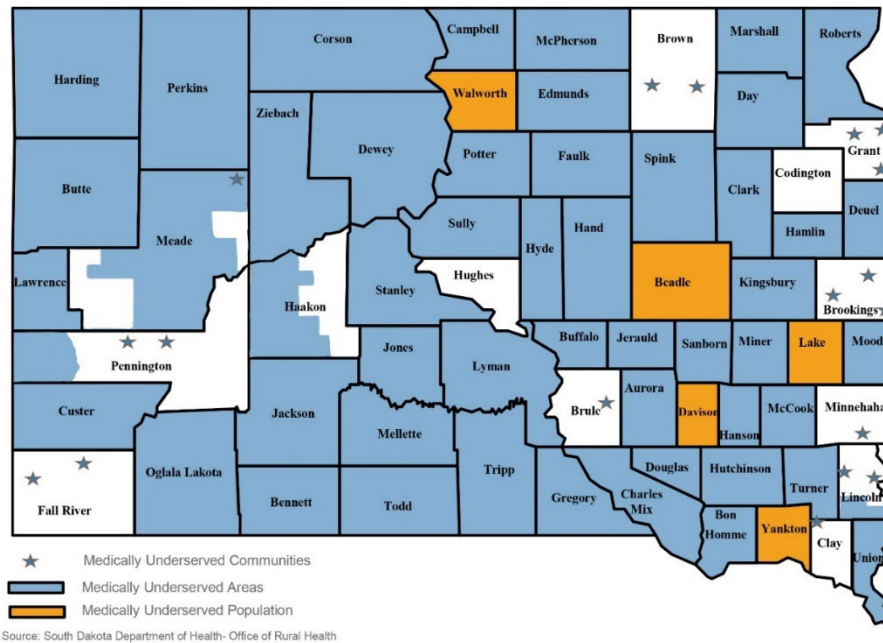 Campbell
McPherson
Brown
Marshall
Roberts
Corson
Harding
Perkins
Walworth
Edmunds
Day
Ziebach
Dewey
Potter
Faulk
Spink
Grant
Codington
Butte
Clark
Deuel
Meade
Sully
Hyde
Hand
Hamlin
Lawrence
Haakon
Stanley
Hughes
Beadle
Kingsbury
Brookings
Pennington
Jones
Lyman
Buffalo
Jerauld
Sanborn
Miner
Lake
Mood
Custer
Jackson
Brule
Aurora
Davison
Hanson
McCook
Minnehaha
Mellette
Oglala Lakota
Tripp
Douglas
Hutchinson
Turner
Lincoln
Fall River
Bennett
Todd
Gregory
Charles
Mix
Bon
Homme
Yankton
Clay
Union
Medically Underserved Communities
Medically Underserved Areas
Medically Underserved Population
Source: South Dakota Department of Health- Office of Rural Health